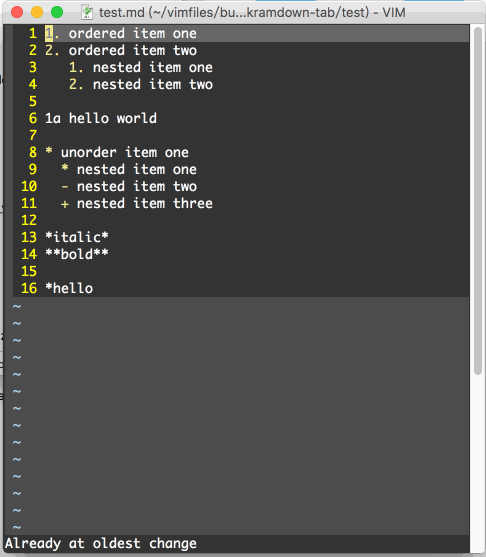 test.md (~/vimfiles/bu...kramdown-tab/test) - VIM
1 1. ordered item one
2 2. ordered item two
3    1. nested item one
4    2. nested item two
5
6 1a hello world
7
8 * unorder item one
9   * nested item one
10   - nested item two
11   + nested item three
12
13 *italic*
14 **bold**
15
16 *hello
~
~
~
~
~
~
~
~
~
~
~
~
~
~
Already at oldest change